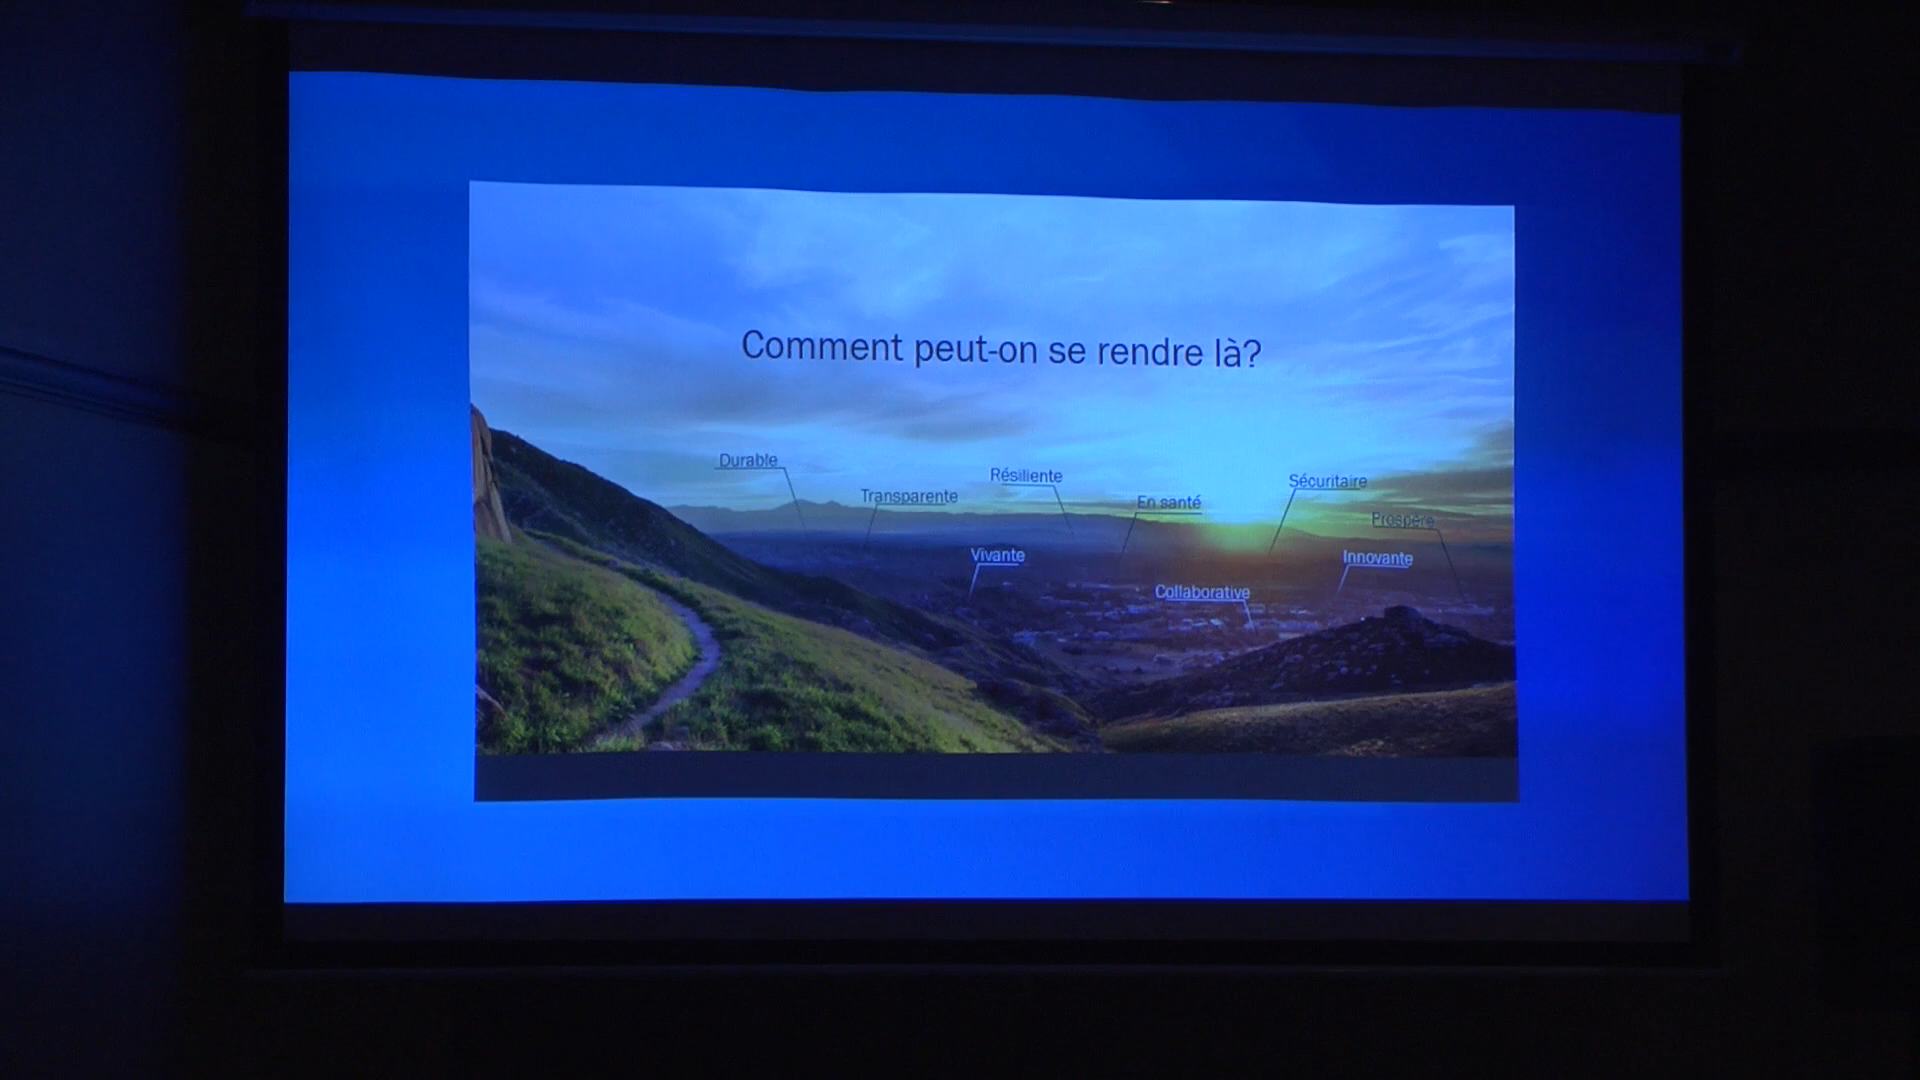 Comment peut-on se rendre là?
Durable
Transparente
Résiliente
En santé
Sécuritaire
Prospère
Vivante
Innovante
Collaborative